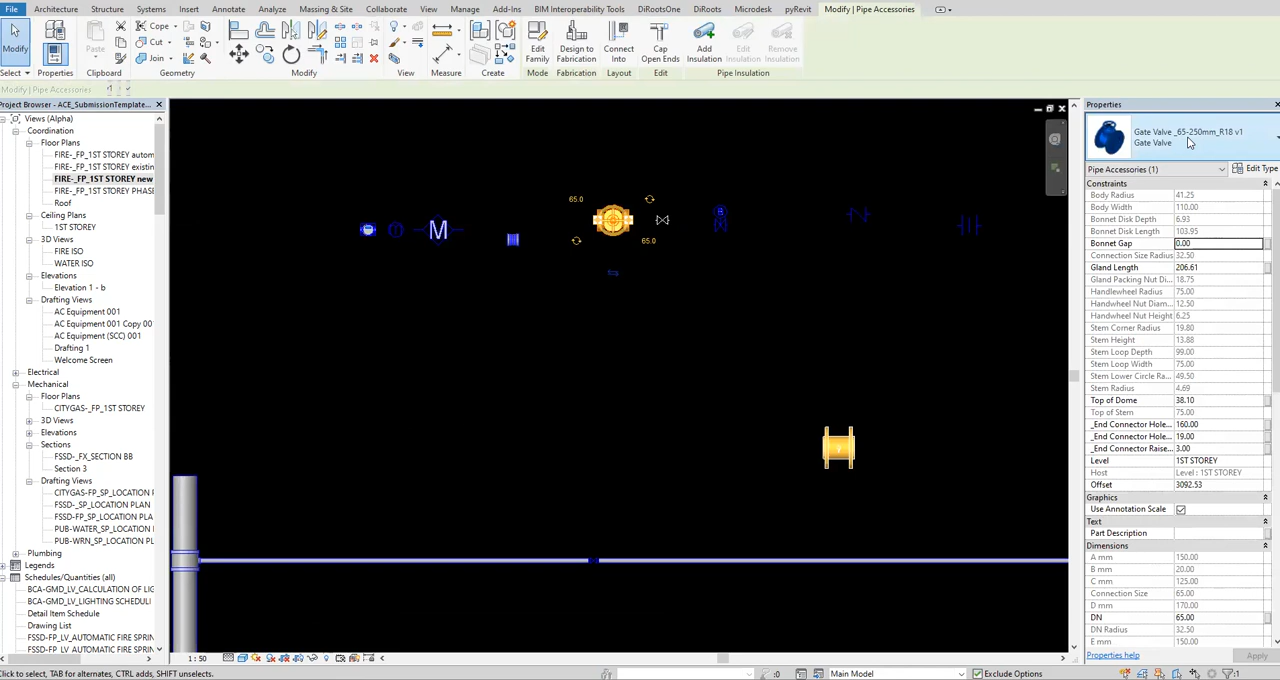 File Architecture Systems Insert Annotate Analyze Massing & Site Collaborate View Manage Add-Ins BIM Interoperability Tools DiRootsOne DiRoots Microdesk pyRevit Modify | Pipe Accessories
Modify
Paste
Cope
Cut
Join
Edit Family
Design to Fabrication
Connect Into
Cap Open Ends
Add Insulation
Edit Insulation
Remove Insulation
Select Properties Clipboard Geometry Modify View Measure Create Mode Fabrication Layout Edit Pipe Insulation
Modify | Pipe Accessories
Project Browser - ACE_SubmissionTemplate...
Views (Alpha)
Coordination
Floor Plans
FIRE-_FP_1ST STOREY autom
FIRE-_FP_1ST STOREY existin
FIRE-_FP_1ST STOREY new
FIRE-_FP_1ST STOREY PHASE
Roof
Ceiling Plans
1ST STOREY
3D Views
FIRE ISO
WATER ISO
Elevations
Elevation 1 - b
Drafting Views
AC Equipment 001
AC Equipment 001 Copy 00
AC Equipment (SCC) 001
Drafting 1
Welcome Screen
Electrical
Mechanical
Floor Plans
CITYGAS-_FP_1ST STOREY
3D Views
Elevations
Sections
FSSD-_FX_SECTION BB
Section 3
Drafting Views
CITYGAS-FP_SP_LOCATION P
FSSD-_SP_LOCATION PLAN
FSSD-FP_SP_LOCATION PLA
PUB-WATER_SP_LOCATION P
PUB-WRN_SP_LOCATION PL
Plumbing
Legends
Schedules/Quantities (all)
BCA-GMD_LV_CALCULATION OF LIG
BCA-GMD_LV_LIGHTING SCHEDULI
Detail Item Schedule
Drawing List
FSSD-FP_LV_AUTOMATIC FIRE SPRIN
65.0
M
65.0
1 : 50
Properties
Gate Valve _65-250mm_R18 v1
Gate Valve
Pipe Accessories (1) Edit Type
Constraints
Body Radius 41.25
Body Width 110.00
Bonnet Disk Depth 6.93
Bonnet Disk Length 103.95
Bonnet Gap 0.00
Connection Size Radius 32.50
Gland Length 206.61
Gland Packing Nut Di... 18.75
Handlewheel Radius 75.00
Handwheel Nut Diam... 12.50
Handwheel Nut Height 6.25
Stem Corner Radius 19.80
Stem Height 13.88
Stem Loop Depth 99.00
Stem Loop Width 75.00
Stem Lower Circle Ra... 49.50
Stem Radius 4.69
Top of Dome 38.10
Top of Stem 75.00
_End Connector Hole... 160.00
_End Connector Hole... 19.00
_End Connector Raise... 3.00
Level 1ST STOREY
Host Level : 1ST STOREY
Offset 3092.53
Graphics
Use Annotation Scale
Text
Part Description
Dimensions
A mm 150.00
B mm 20.00
C mm 125.00
Connection Size 65.00
D mm 170.00
DN 65.00
DN Radius 32.50
E mm 150.00
Properties help Apply
Click to select, TAB for alternates, CTRL adds, SHIFT unselects. :0 Main Model Exclude Options :1